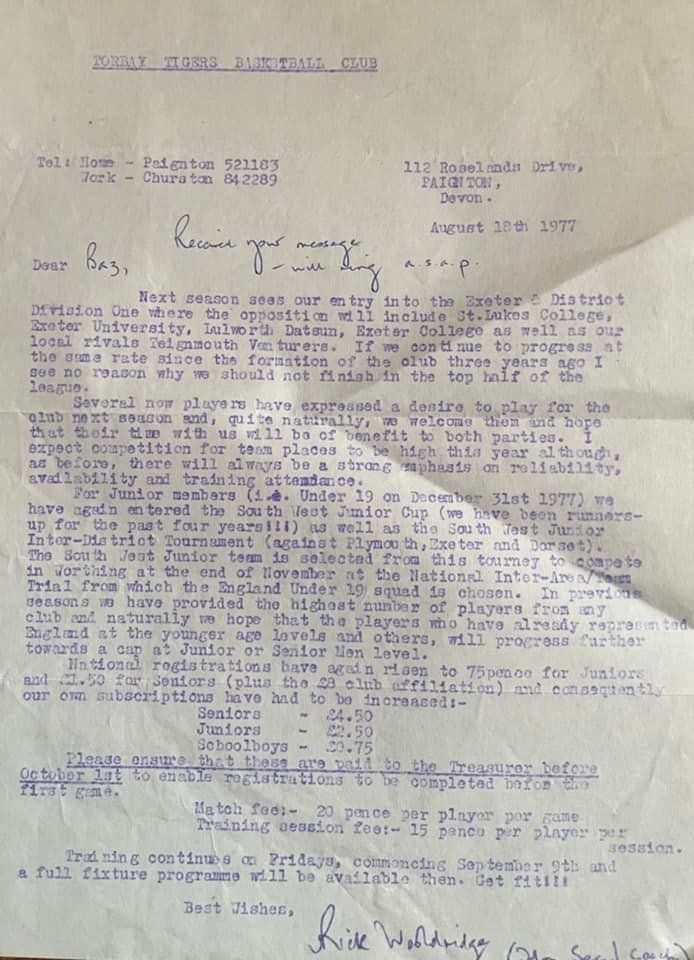 TORBAY TIGERS BASKETBALL CLUB
Tel: Home - Paignton 521183
Work - Churston 842289
112 Roselands Drive,
PAIGNTON,
Devon.
August 18th 1977
Received your message
- will ring a.s.a.p.
Dear Baz,
Next season sees our entry into the Exeter & District
Division One where the opposition will include St.Lukes College,
Exeter University, Lulworth Datsun, Exeter College as well as our
local rivals Teignmouth Venturers. If we continue to progress at
the same rate since the formation of the club three years ago I
see no reason why we should not finish in the top half of the
league.
Several new players have expressed a desire to play for the
club next season and, quite naturally, we welcome them and hope
that their time with us will be of benefit to both parties. I
expect competition for team places to be high this year although,
as before, there will always be a strong emphasis on reliability,
availability and training attendance.
For Junior members (i.e. Under 19 on December 31st 1977) we
have again entered the South West Junior Cup (we have been runners-
up for the past four years!!!) as well as the South West Junior
Inter-District Tournament (against Plymouth,Exeter and Dorset).
The South West Junior team is selected from this tourney to compete
in Worthing at the end of November at the National Inter-Area/Team
Trial from which the England Under 19 squad is chosen. In previous
seasons we have provided the highest number of players from any
club and naturally we hope that the players who have already represented
England at the younger age levels and others, will progress further
towards a cap at Junior or Senior Men level.
National registrations have again risen to 75pence for Juniors
and £1.50 for Seniors (plus the £8 club affiliation) and consequently
our own subscriptions have had to be increased:-
Seniors - £4.50
Juniors - £2.50
Schoolboys - £0.75
Please ensure that these are paid to the Treasurer before
October 1st to enable registrations to be completed before the
first game.
Match fee:- 20 pence per player per game
Training session fee:- 15 pence per player per
session.
Training continues on Fridays, commencing September 9th and
a full fixture programme will be available then. Get fit!!!
Best Wishes,
Rick Wooldridge